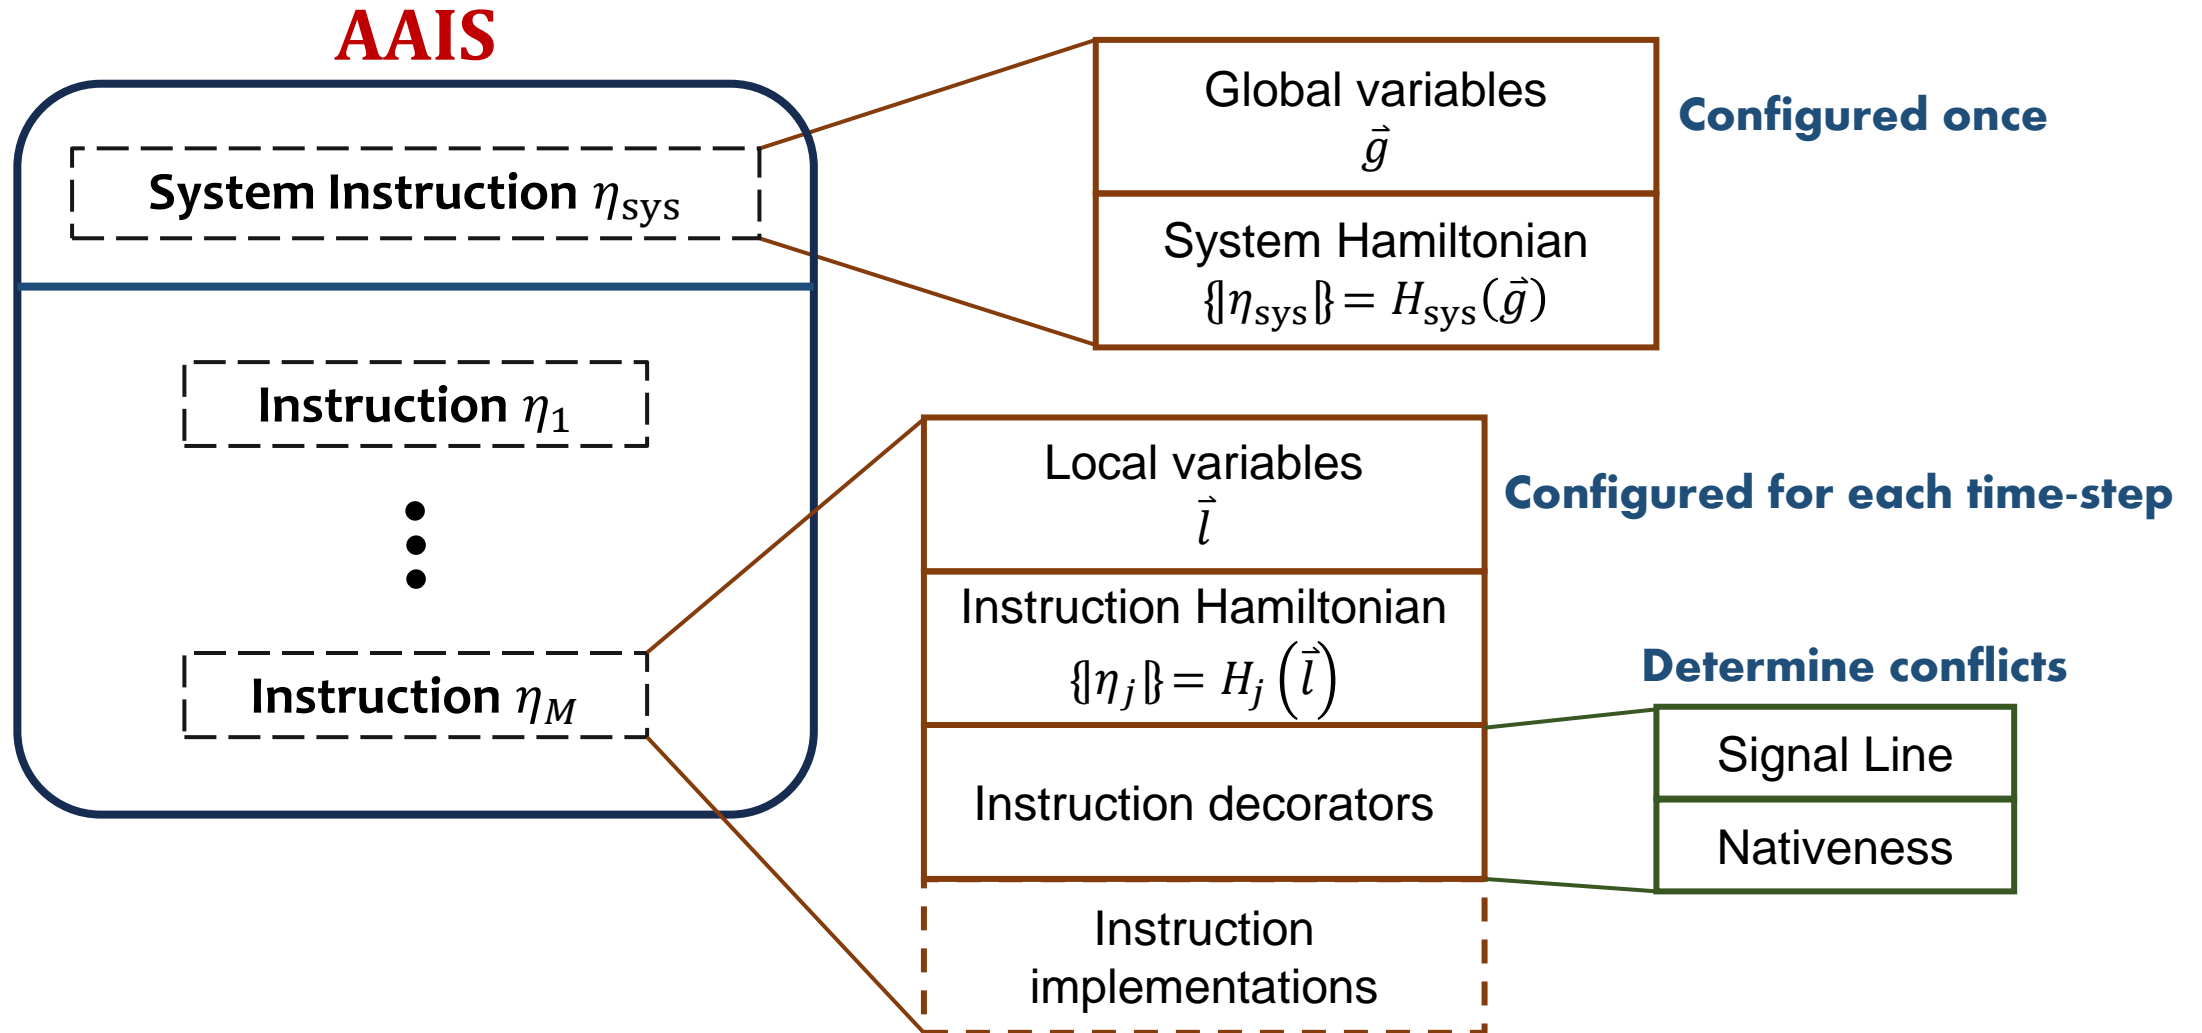 AAIS
System Instruction η_sys
Instruction η_1
Instruction η_M
Global variables
g⃗
Configured once
System Hamiltonian
{|η_sys|} = H_sys(g⃗)
Local variables
l⃗
Configured for each time-step
Instruction Hamiltonian
{|η_j|} = H_j(l⃗)
Instruction decorators
Instruction
implementations
Determine conflicts
Signal Line
Nativeness